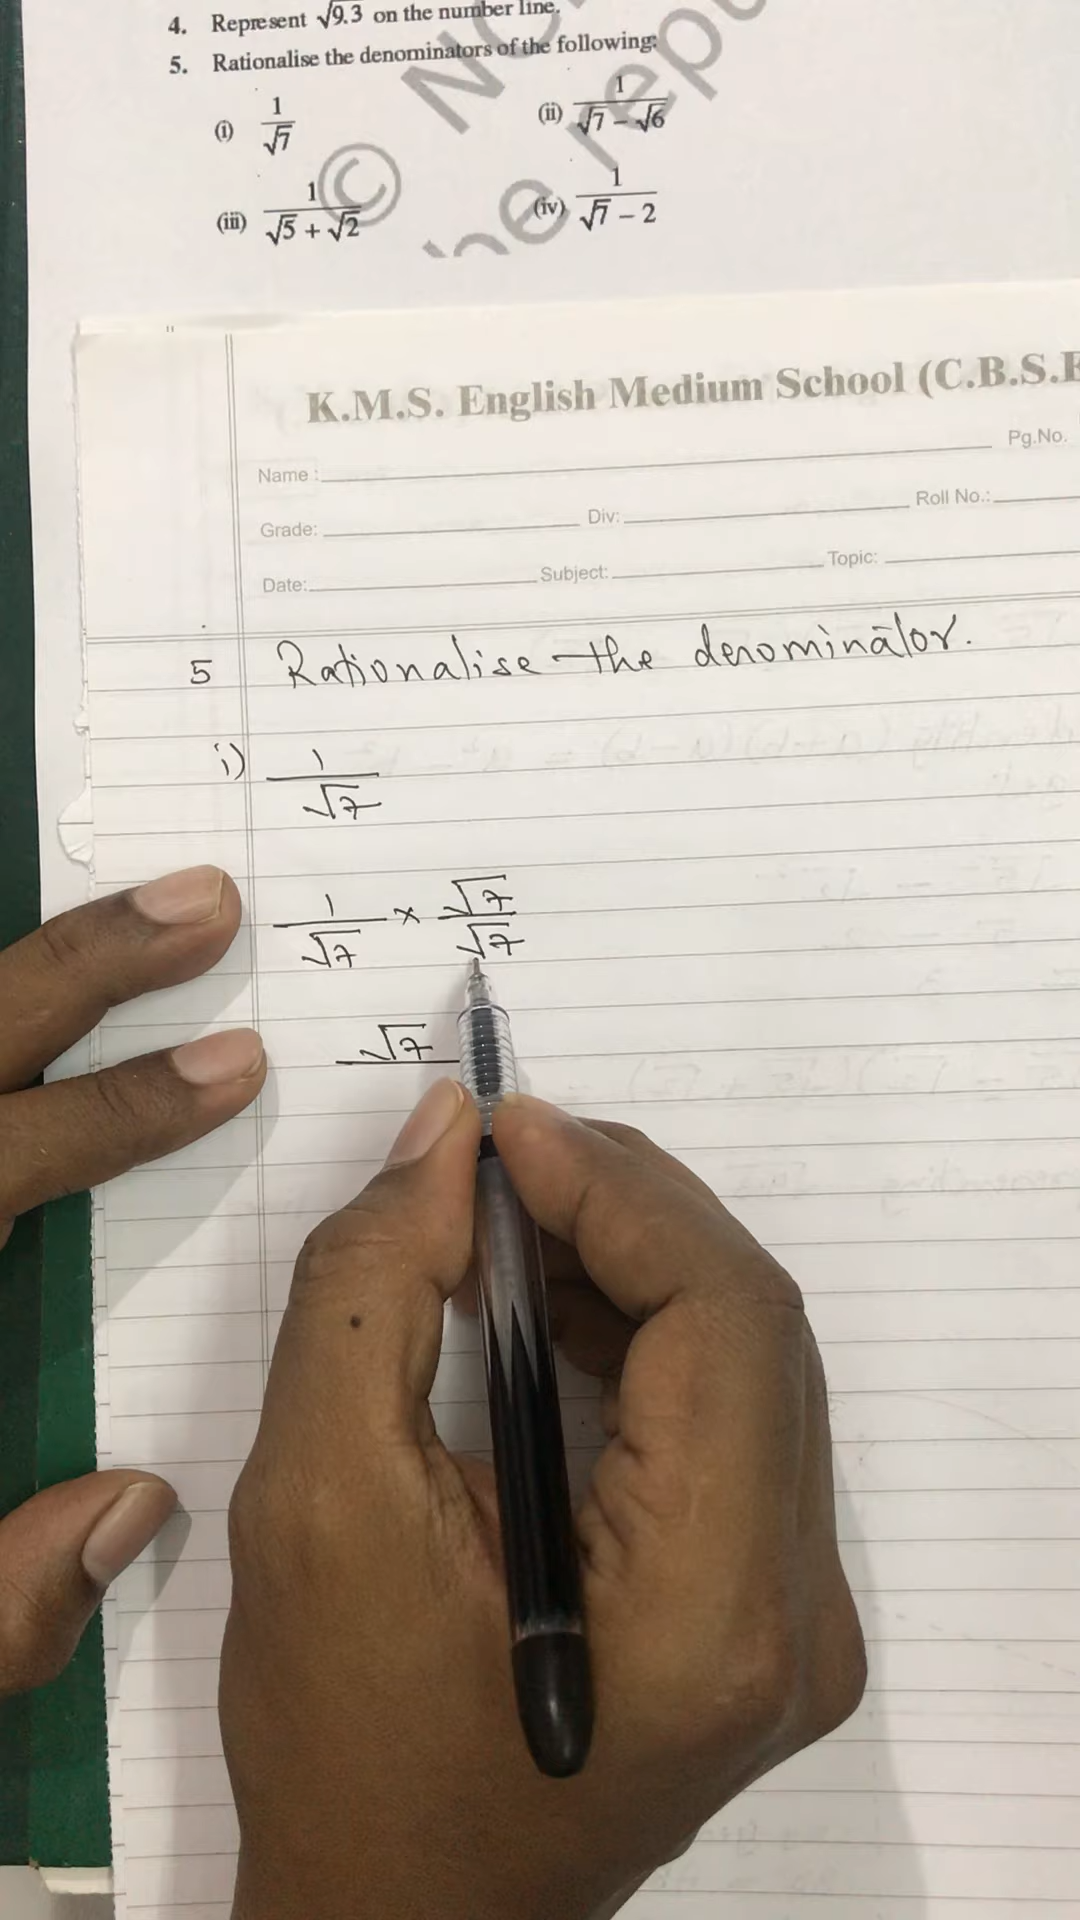 4. Represent √9.3 on the number line.
5. Rationalise the denominators of the following:
(i) 1/√7 (ii) 1/(√7 – √6)
(iii) 1/(√5 + √2) (iv) 1/(√7 – 2)
©
K.M.S. English Medium School (C.B.S.E
Name : Pg.No.
Grade: Div: Roll No.:
Date: Subject: Topic:
5 Rationalise the denominator.
i) 1/√7
1/√7 × √7/√7
√7